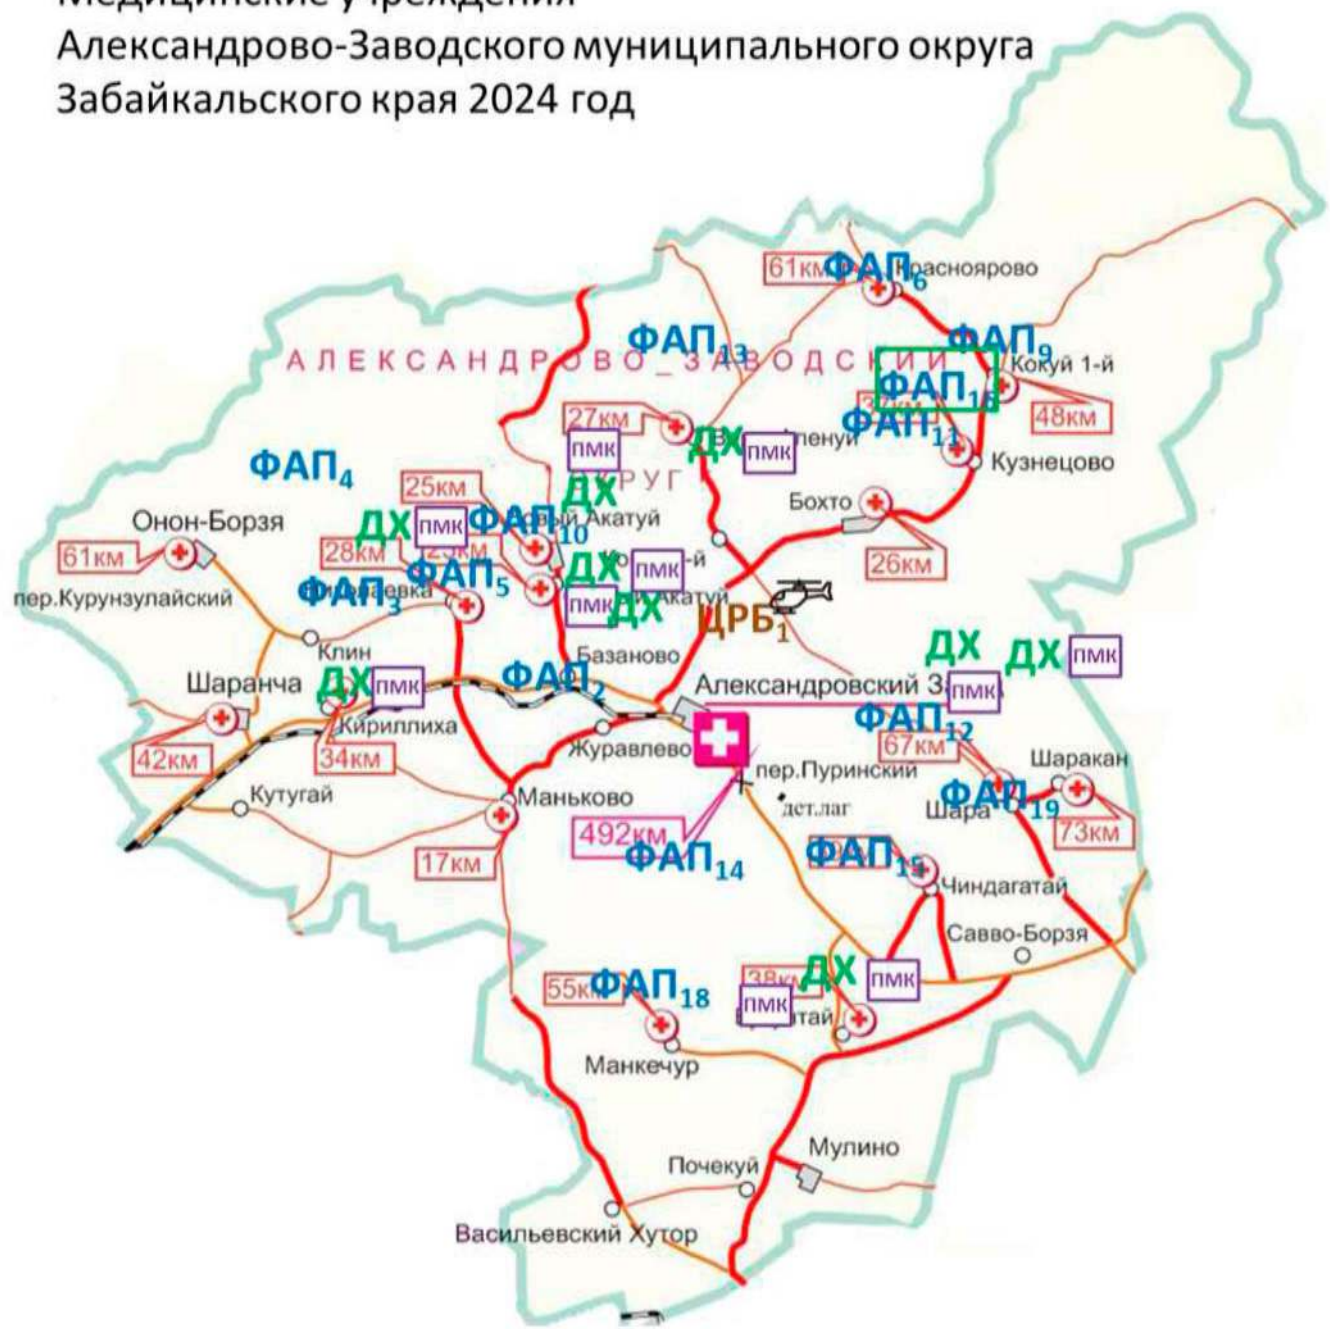 Медицинские учреждения
Александрово-Заводского муниципального округа
Забайкальского края 2024 год
61км ФАП6 Красноярово
ФАП13
ФАП9
АЛЕКСАНДРОВО_ЗАВОДСКИЙ
Кокуй 1-й
ФАП16
48км
27км
ФАП11
ДХ
пмк
пмк
Кузнецово
ФАП4
ОКРУГ
25км
ДХ
Бохто
Онон-Борзя
ДХ пмк ФАП10
Акатуй
61км
28км
ДХ
пмк
-й
26км
ФАП5
пер.Курунзулайский
ФАП3
пмк
ДХ
Акатуй
ЦРБ1
Клин
Базаново
ДХ
ДХ
пмк
Шаранча
ДХ
пмк
ФАП2
Александровский З
пмк
Кириллиха
ФАП12
Журавлево
67км
42км
34км
Шаракан
пер.Пуринский
Кутугай
Маньково
дет.лаг
Шара
ФАП19
492км
73км
17км
ФАП14
ФАП15
Чиндагатай
Савво-Борзя
55км
ФАП18
38км
ДХ
пмк
пмк
тай
Манкечур
Почекуй
Мулино
Васильевский Хутор